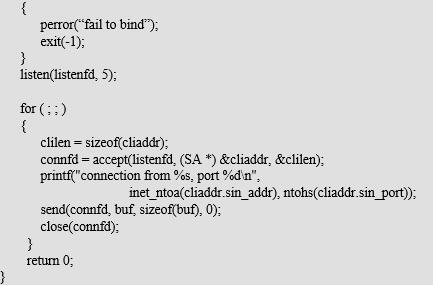 {
perror(“fail to bind”);
exit(-1);
}
listen(listenfd, 5);
for ( ; ; )
{
clilen = sizeof(cliaddr);
connfd = accept(listenfd, (SA *) &cliaddr, &clilen);
printf("connection from %s, port %d\n",
inet_ntoa(cliaddr.sin_addr), ntohs(cliaddr.sin_port));
send(connfd, buf, sizeof(buf), 0);
close(connfd);
}
return 0;
}